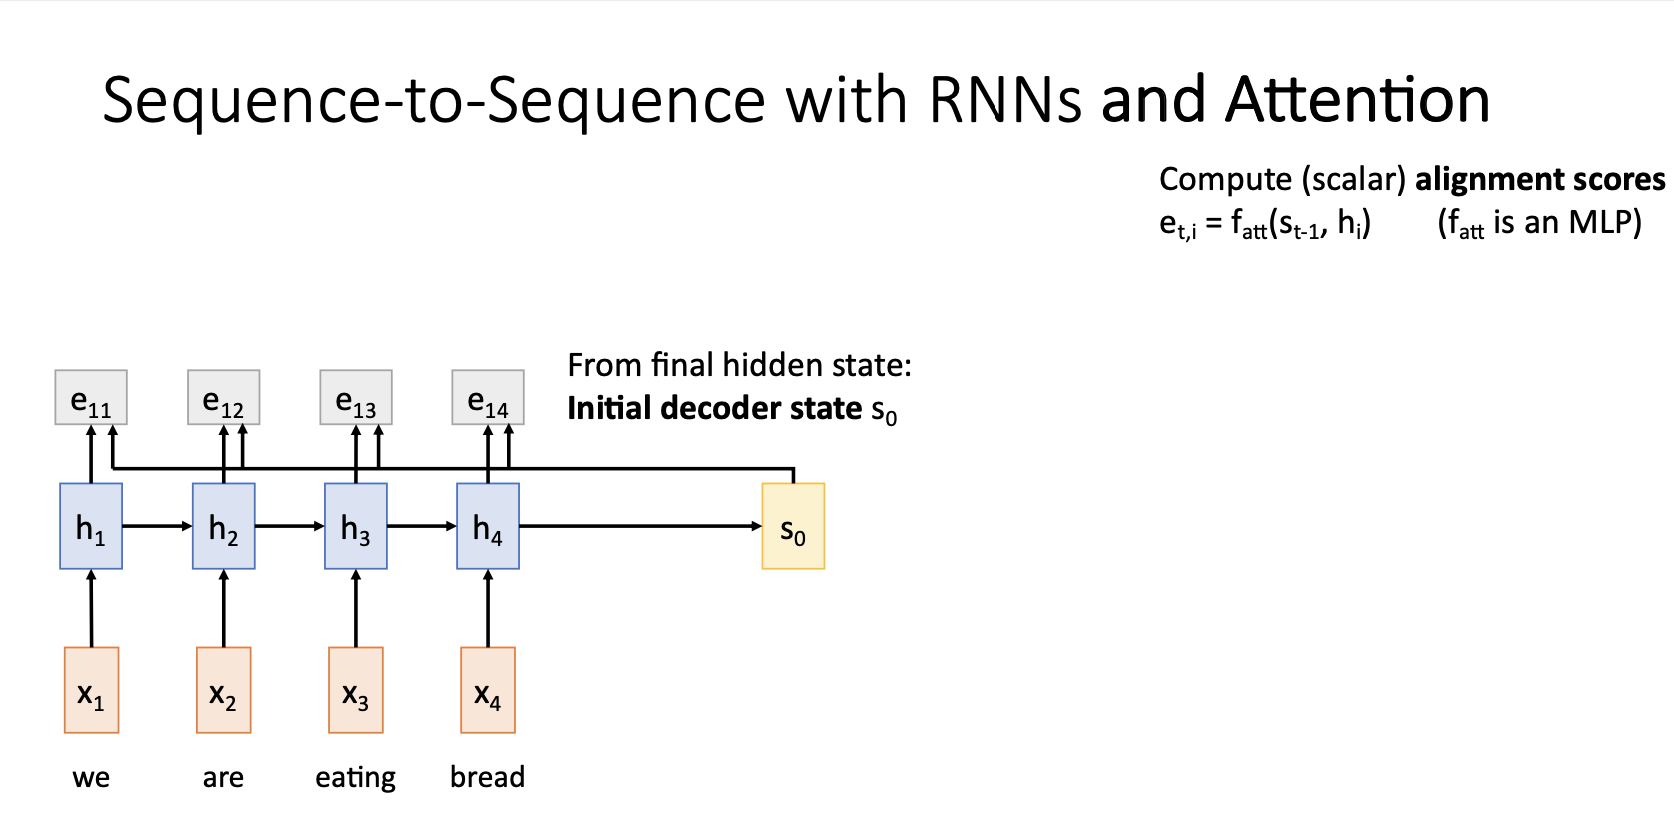 Sequence-to-Sequence with RNNs and Attention
Compute (scalar) alignment scores
e_{t,i} = f_{att}(s_{t-1}, h_i) (f_{att} is an MLP)
From final hidden state:
Initial decoder state s_0
e_{11} e_{12} e_{13} e_{14}
h_1 h_2 h_3 h_4 s_0
x_1 x_2 x_3 x_4
we are eating bread